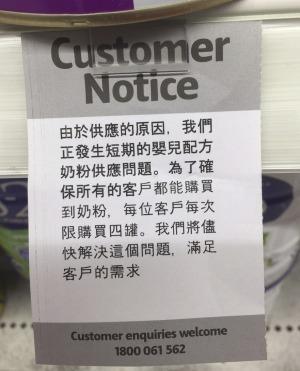 Customer
Notice
由於供應的原因，我們
正發生短期的嬰兒配方
奶粉供應問題。為了確
保所有的客戶都能購買
到奶粉，每位客戶每次
限購買四罐。我們將儘
快解決這個問題，滿足
客戶的需求
Customer enquiries welcome
1800 061 562